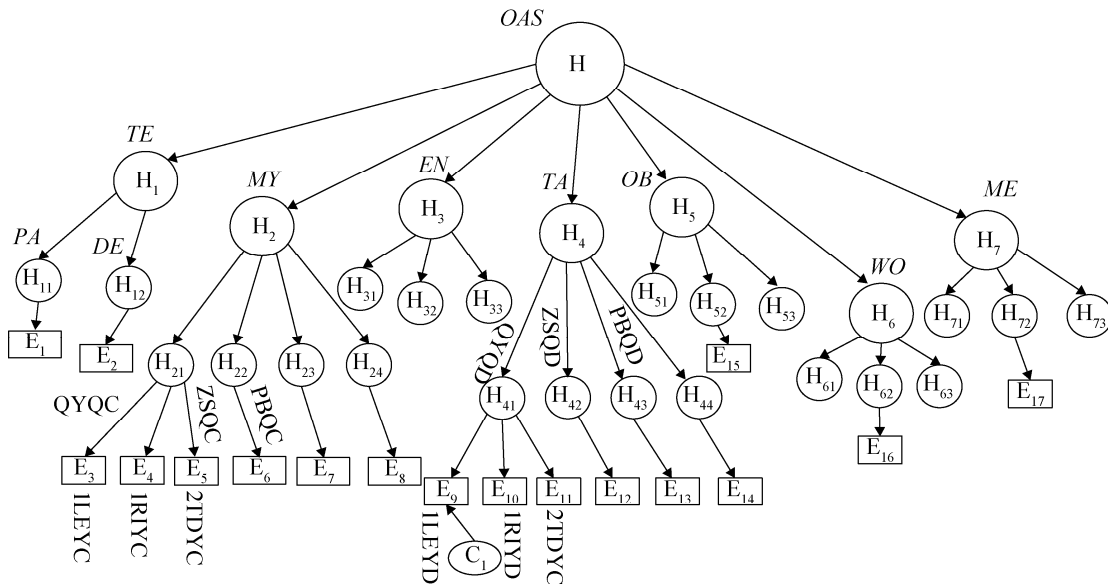 OAS
H
TE
H1
MY
H2
EN
H3
TA
H4
OB
H5
WO
H6
ME
H7
PA
H11
DE
H12
E1
E2
H21
H22
H23
H24
QYQC
ZSQC
PBQC
E3
E4
E5
E6
E7
E8
1LEYC
1RIYC
2TDYC
H31
H32
H33
QYQD
ZSQD
PBQD
H41
H42
H43
H44
E9
E10
E11
E12
E13
E14
1LEYD
1RIYD
2TDYC
C1
H51
H52
H53
E15
H61
H62
H63
E16
H71
H72
H73
E17